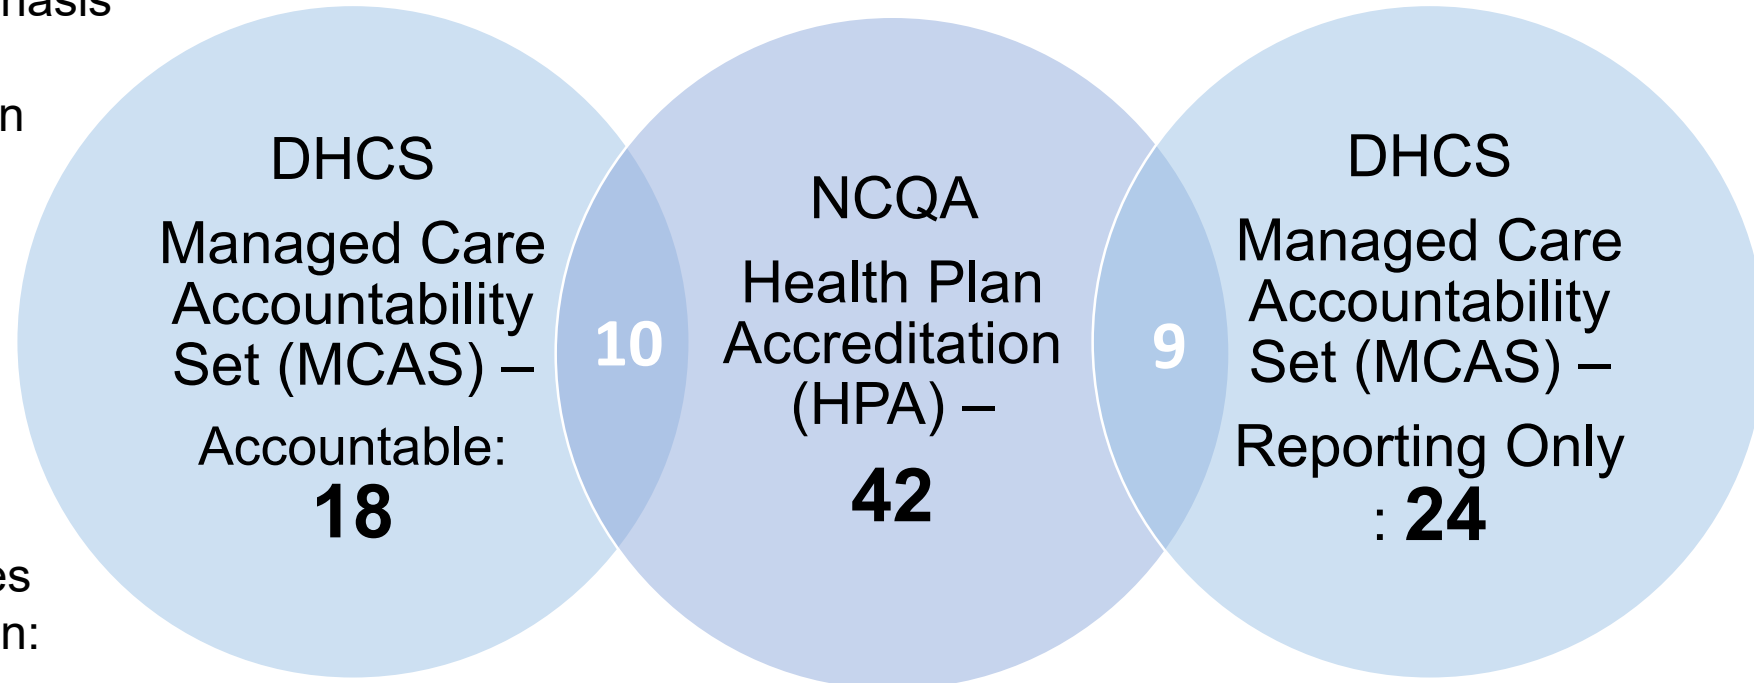 DHCS
Managed Care
Accountability
Set (MCAS) –
Accountable:
18
10
NCQA
Health Plan
Accreditation
(HPA) –
42
9
DHCS
Managed Care
Accountability
Set (MCAS) –
Reporting Only
: 24